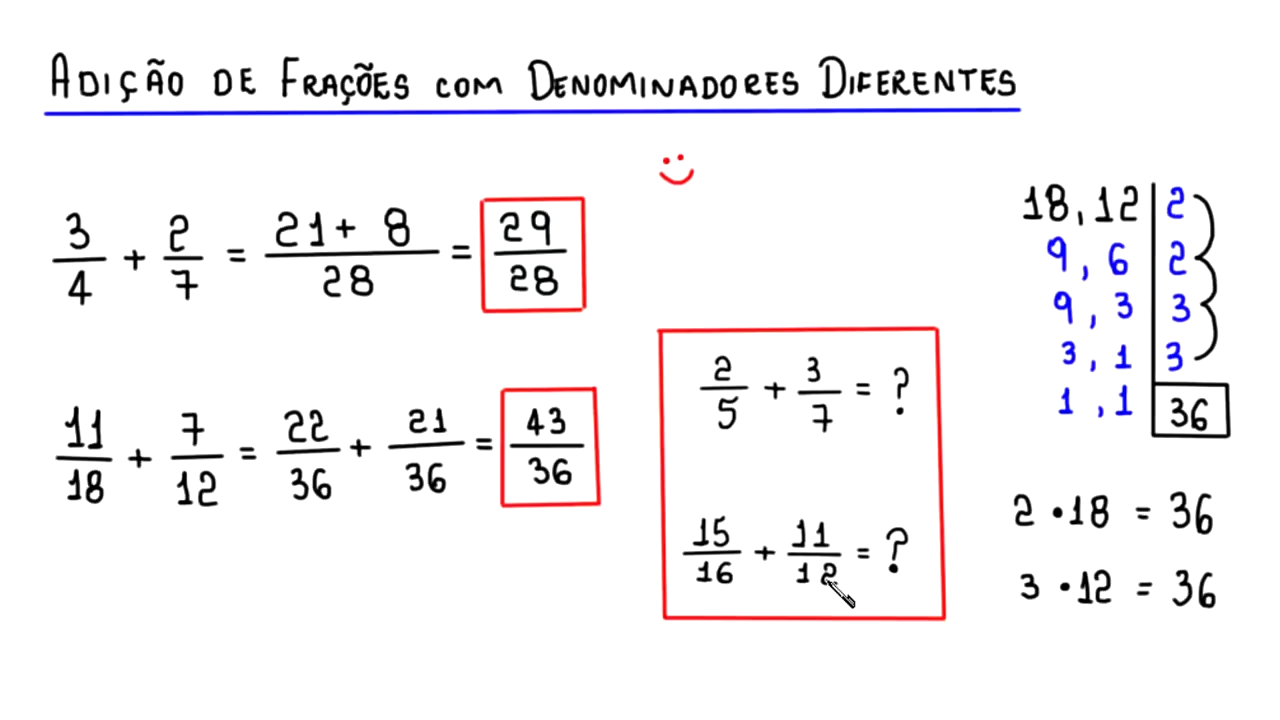 ADIÇÃO DE FRAÇÕES COM DENOMINADORES DIFERENTES
3/4 + 2/7 = 21+ 8/28 = 29/28
11/18 + 7/12 = 22/36 + 21/36 = 43/36
2/5 + 3/7 = ?
15/16 + 11/12 = ?
18, 12 | 2
9, 6 | 2
9, 3 | 3
3, 1 | 3
1, 1 | 36
2 · 18 = 36
3 · 12 = 36